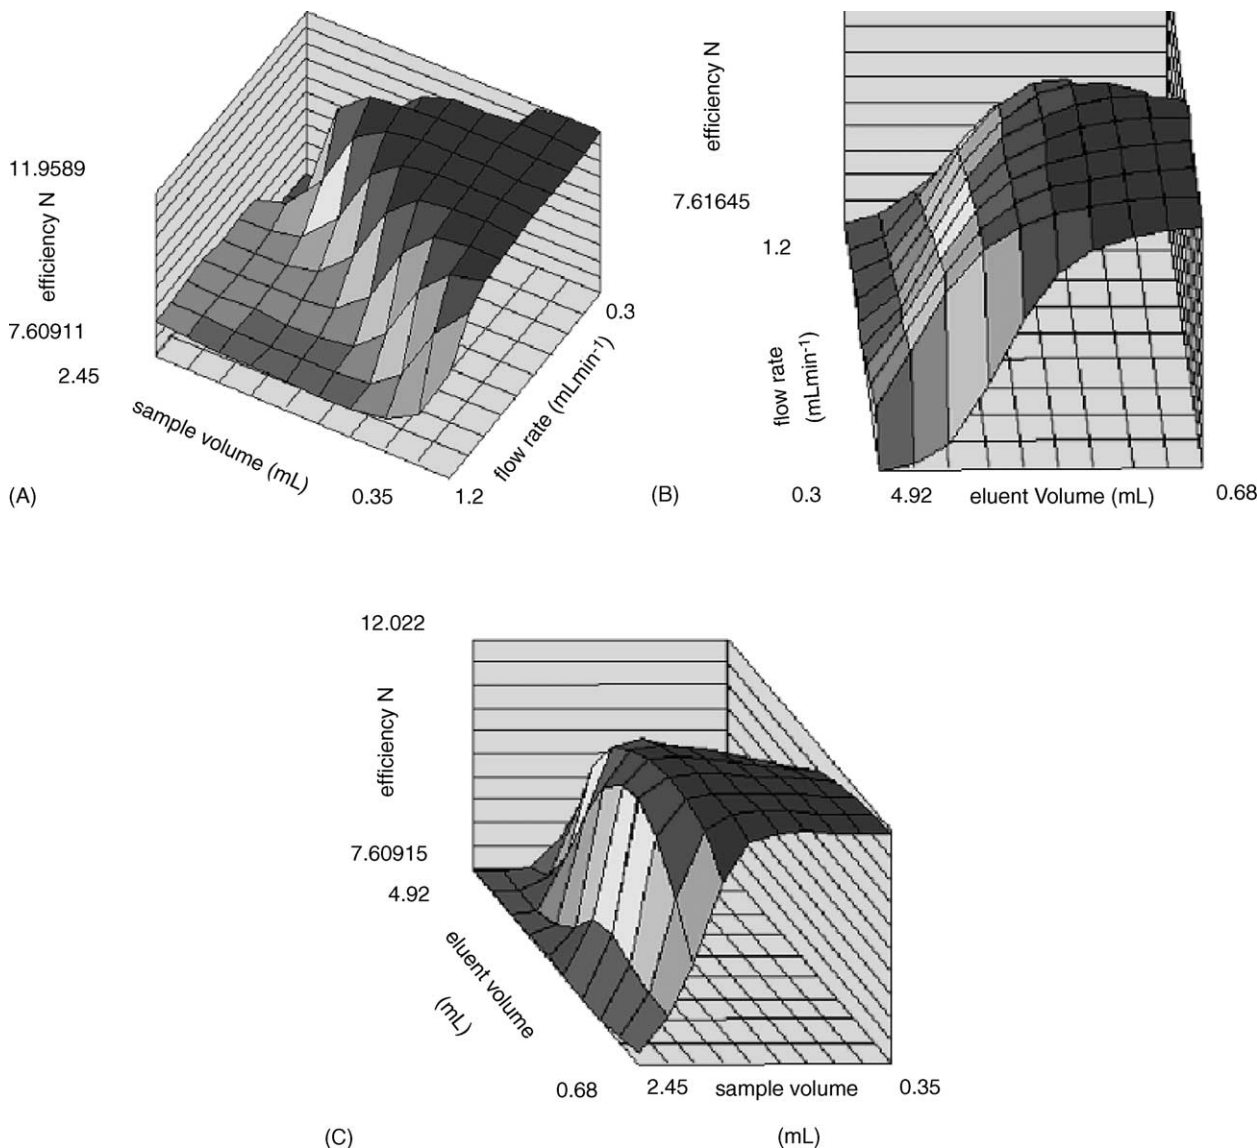 11.9589
efficiency N
7.60911
2.45
sample volume (mL)
0.35
1.2
flow rate (mLmin-1)
0.3
(A)
efficiency N
7.61645
1.2
flow rate
(mLmin-1)
0.3
4.92
eluent Volume (mL)
0.68
(B)
12.022
efficiency N
7.60915
4.92
eluent volume
(mL)
0.68
2.45
sample volume
0.35
(mL)
(C)